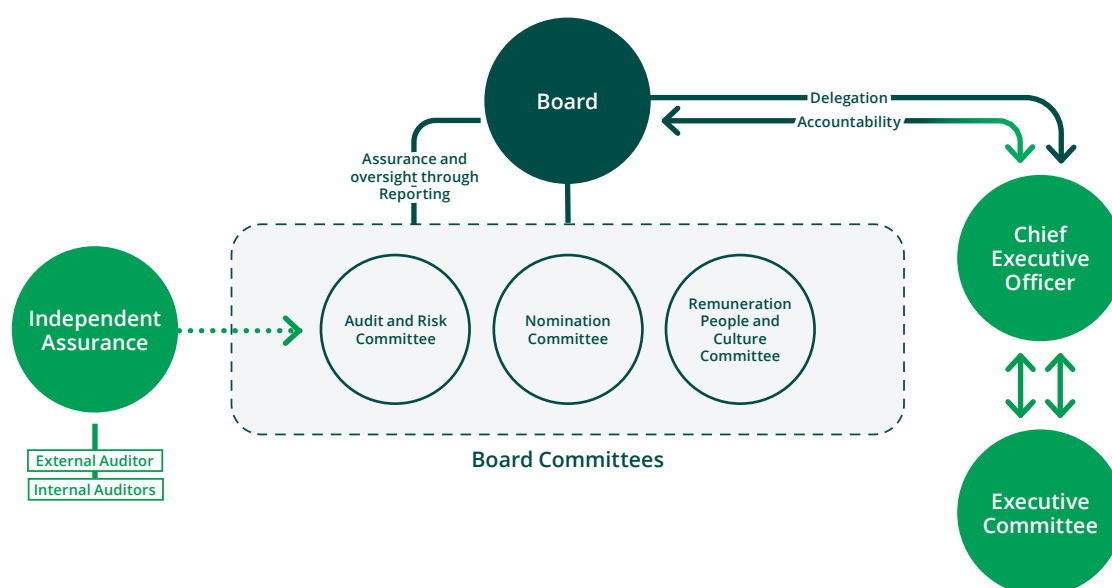 Board
Delegation
Accountability
Assurance and
oversight through
Reporting
Chief
Executive
Officer
Independent
Assurance
Audit and Risk
Committee
Nomination
Committee
Remuneration
People and
Culture
Committee
Board Committees
External Auditor
Internal Auditors
Executive
Committee